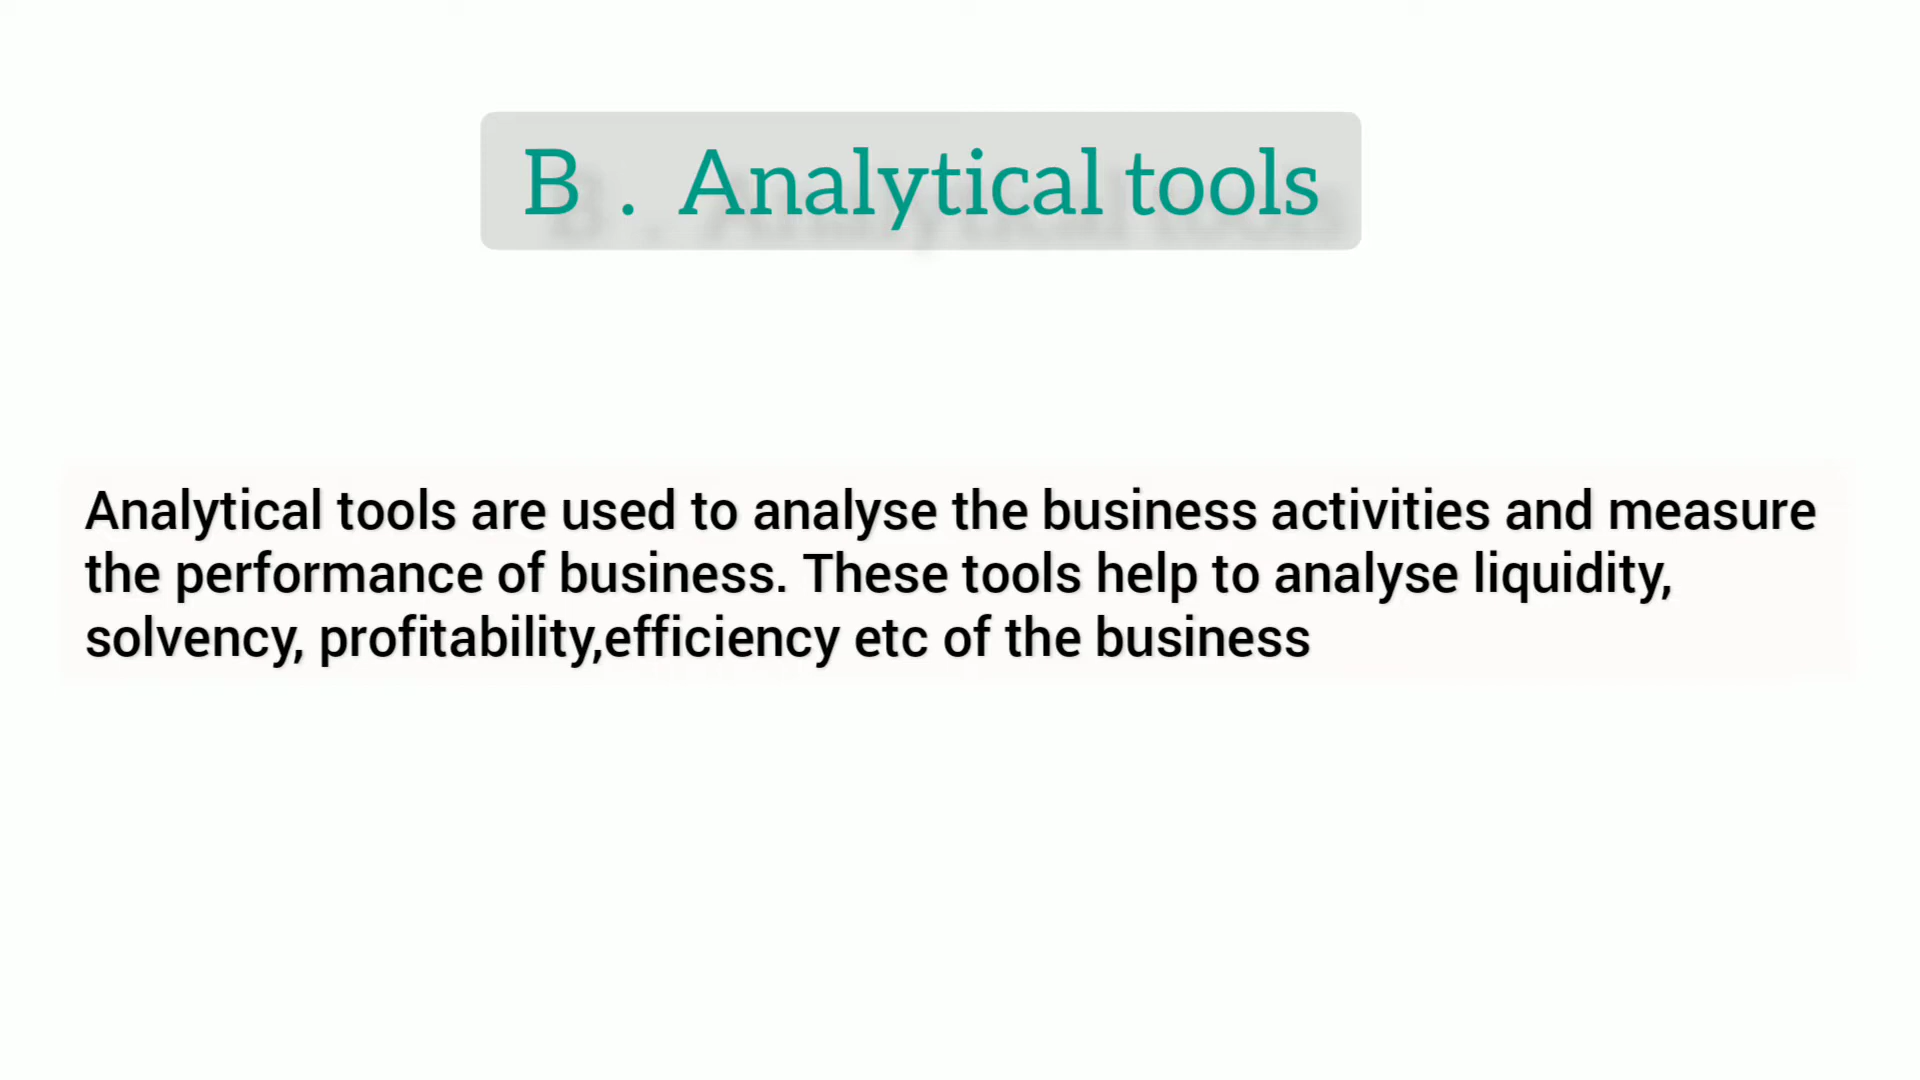 B . Analytical tools
Analytical tools are used to analyse the business activities and measure
the performance of business. These tools help to analyse liquidity,
solvency, profitability,efficiency etc of the business